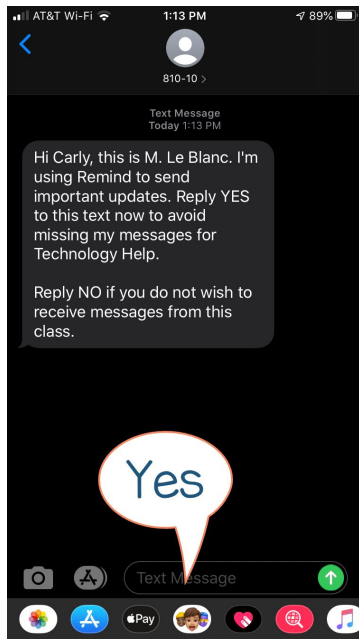 AT&T Wi-Fi 1:13 PM 89%
810-10 >
Text Message
Today 1:13 PM
Hi Carly, this is M. Le Blanc. I'm
using Remind to send
important updates. Reply YES
to this text now to avoid
missing my messages for
Technology Help.
Reply NO if you do not wish to
receive messages from this
class.
Yes
Text Message
Pay